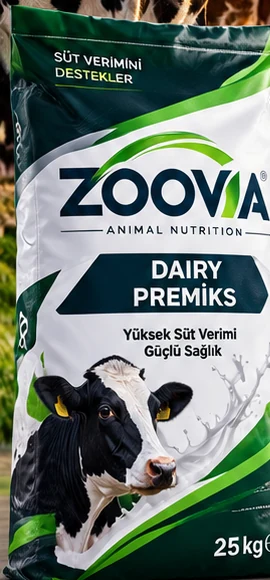 SÜT VERİMİNİ
DESTEKLER
ZOOVIA®
ANIMAL NUTRITION
DAIRY
PREMİKS
Yüksek Süt Verimi
Güçlü Sağlık
25 kg